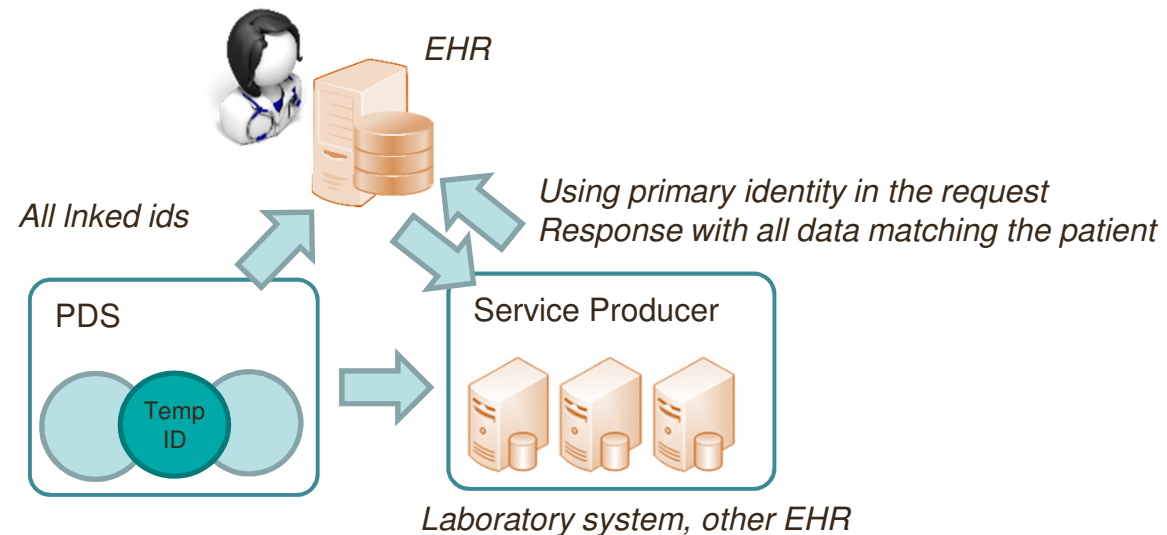 EHR
All lnked ids
Using primary identity in the request
Response with all data matching the patient
PDS
Temp
ID
Service Producer
Laboratory system, other EHR